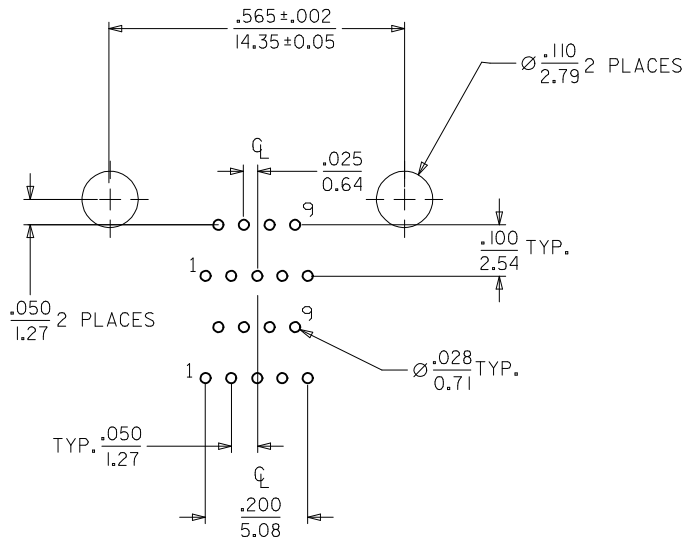 .565±.002
14.35±0.05
Ø .110
2.79 2 PLACES
℄
.025
0.64
9
.100
2.54 TYP.
1
.050
1.27 2 PLACES
9
1
Ø .028
0.71 TYP.
TYP. .050
1.27
℄
.200
5.08